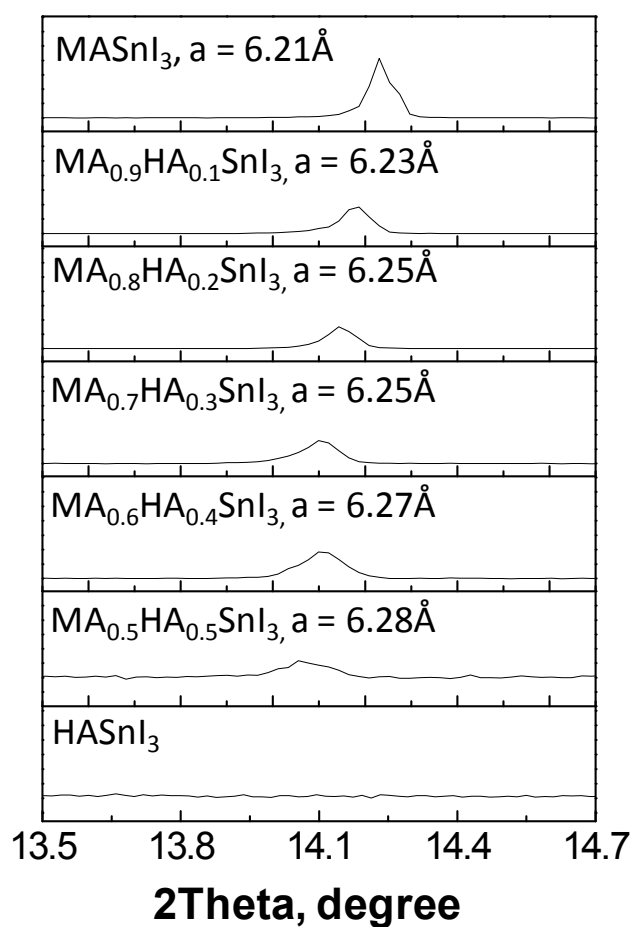 MASnI₃, a = 6.21Å
MA₀.₉HA₀.₁SnI₃, a = 6.23Å
MA₀.₈HA₀.₂SnI₃, a = 6.25Å
MA₀.₇HA₀.₃SnI₃, a = 6.25Å
MA₀.₆HA₀.₄SnI₃, a = 6.27Å
MA₀.₅HA₀.₅SnI₃, a = 6.28Å
HASnI₃
13.5 13.8 14.1 14.4 14.7
2Theta, degree